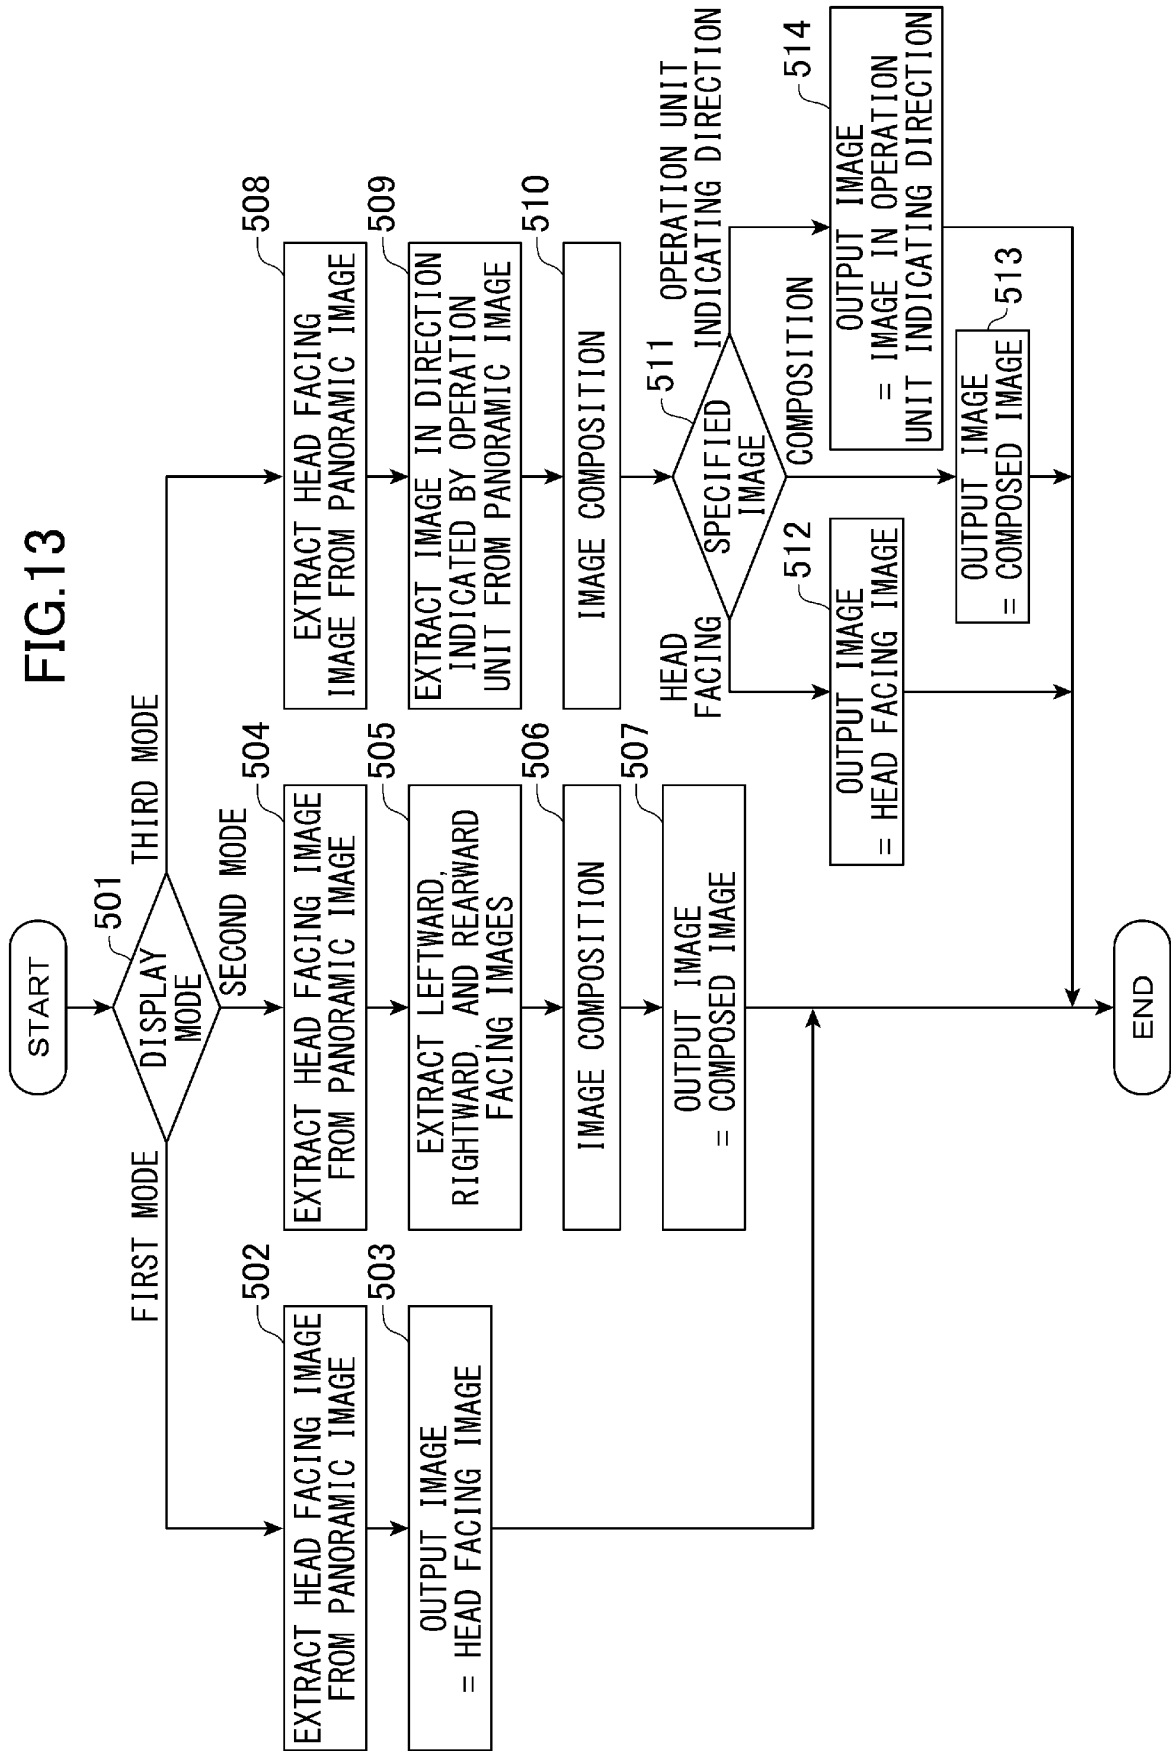 FIG.13
START
501
DISPLAY
MODE
FIRST MODE
SECOND MODE
THIRD MODE
502
EXTRACT HEAD FACING IMAGE
FROM PANORAMIC IMAGE
503
OUTPUT IMAGE
= HEAD FACING IMAGE
504
EXTRACT HEAD FACING IMAGE
FROM PANORAMIC IMAGE
505
EXTRACT LEFTWARD,
RIGHTWARD, AND REARWARD
FACING IMAGES
506
IMAGE COMPOSITION
507
OUTPUT IMAGE
= COMPOSED IMAGE
508
EXTRACT HEAD FACING
IMAGE FROM PANORAMIC IMAGE
509
EXTRACT IMAGE IN DIRECTION
INDICATED BY OPERATION
UNIT FROM PANORAMIC IMAGE
510
IMAGE COMPOSITION
511
SPECIFIED
IMAGE
HEAD
FACING
COMPOSITION
OPERATION UNIT
INDICATING DIRECTION
512
OUTPUT IMAGE
= HEAD FACING IMAGE
513
OUTPUT IMAGE
= COMPOSED IMAGE
514
OUTPUT IMAGE
= IMAGE IN OPERATION
UNIT INDICATING DIRECTION
END